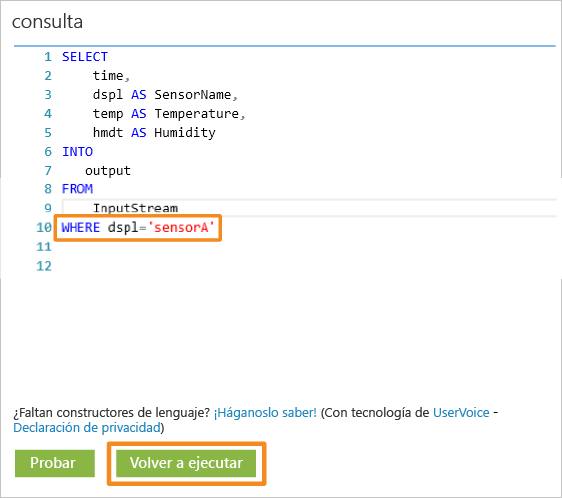 consulta
1 SELECT
2 time,
3 dspl AS SensorName,
4 temp AS Temperature,
5 hmdt AS Humidity
6 INTO
7 output
8 FROM
9 InputStream
10 WHERE dspl='sensorA'
11
12
¿Faltan constructores de lenguaje? ¡Háganoslo saber! (Con tecnología de UserVoice -
Declaración de privacidad)
Probar Volver a ejecutar